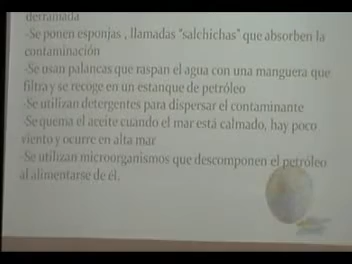 derramada
-Se ponen esponjas , llamadas "salchichas" que absorben la
contaminación
-Se usan palancas que raspan el agua con una manguera que
filtra y se recoge en un estanque de petróleo
-Se utilizan detergentes para dispersar el contaminante
-Se quema el aceite cuando el mar está calmado, hay poco
viento y ocurre en alta mar
-Se utilizan microorganismos que descomponen el petróleo
al alimentarse de él.